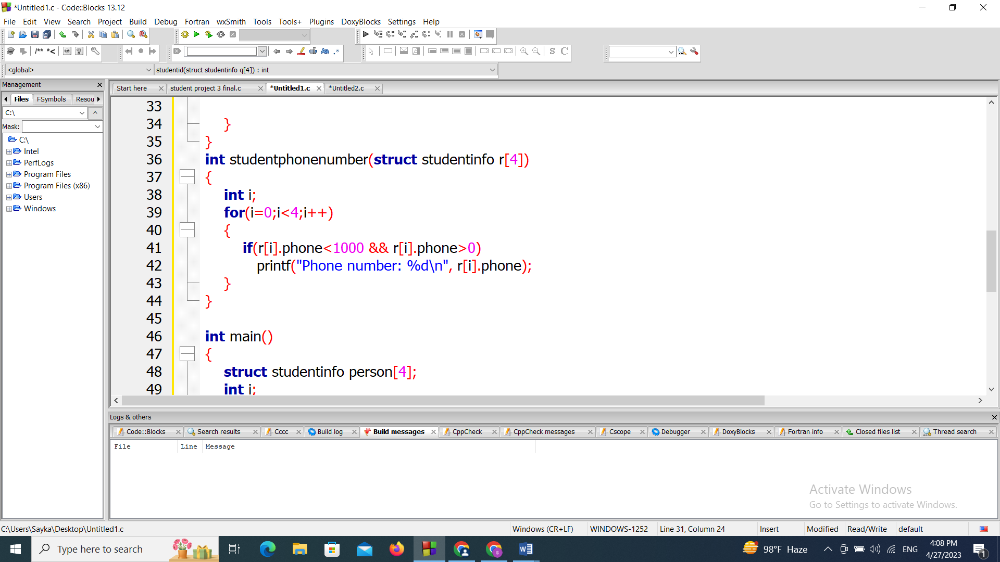 *Untitled1.c - Code::Blocks 13.12
File Edit View Search Project Build Debug Fortran wxSmith Tools Tools+ Plugins DoxyBlocks Settings Help
/** *< Aa .* S C
<global> studentid(struct studentinfo q[4]) : int
Management
Start here student project 3 final.c *Untitled1.c *Untitled2.c
Files FSymbols Resou
C:\
Mask:
C:\
Intel
PerfLogs
Program Files
Program Files (x86)
Users
Windows
33
34 }
35 }
36 int studentphonenumber(struct studentinfo r[4])
37 {
38 int i;
39 for(i=0;i<4;i++)
40 {
41 if(r[i].phone<1000 && r[i].phone>0)
42 printf("Phone number: %d\n", r[i].phone);
43 }
44 }
45
46 int main()
47 {
48 struct studentinfo person[4];
49 int i;
Logs & others
Code::Blocks Search results Cccc Build log Build messages CppCheck CppCheck messages Cscope Debugger DoxyBlocks Fortran info Closed files list Thread search
File Line Message
Activate Windows
Go to Settings to activate Windows.
C:\Users\Sayka\Desktop\Untitled1.c Windows (CR+LF) WINDOWS-1252 Line 31, Column 24 Insert Modified Read/Write default
Type here to search 98°F Haze ENG 4:08 PM
4/27/2023
1